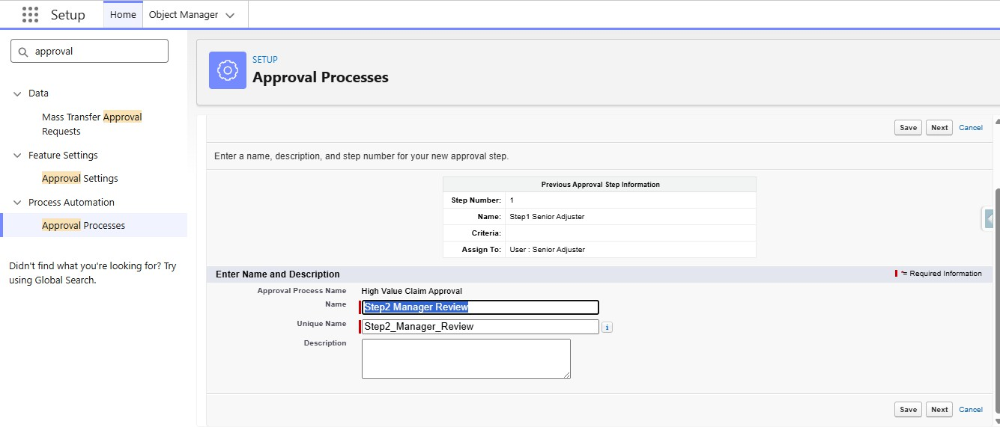 Setup
Home
Object Manager
approval
Data
Mass Transfer Approval
Requests
Feature Settings
Approval Settings
Process Automation
Approval Processes
Didn't find what you're looking for? Try
using Global Search.
SETUP
Approval Processes
Save Next Cancel
Enter a name, description, and step number for your new approval step.
Previous Approval Step Information
Step Number: 1
Name: Step1 Senior Adjuster
Criteria:
Assign To: User : Senior Adjuster
Enter Name and Description
*= Required Information
Approval Process Name High Value Claim Approval
Name Step2 Manager Review
Unique Name Step2_Manager_Review i
Description
Save Next Cancel